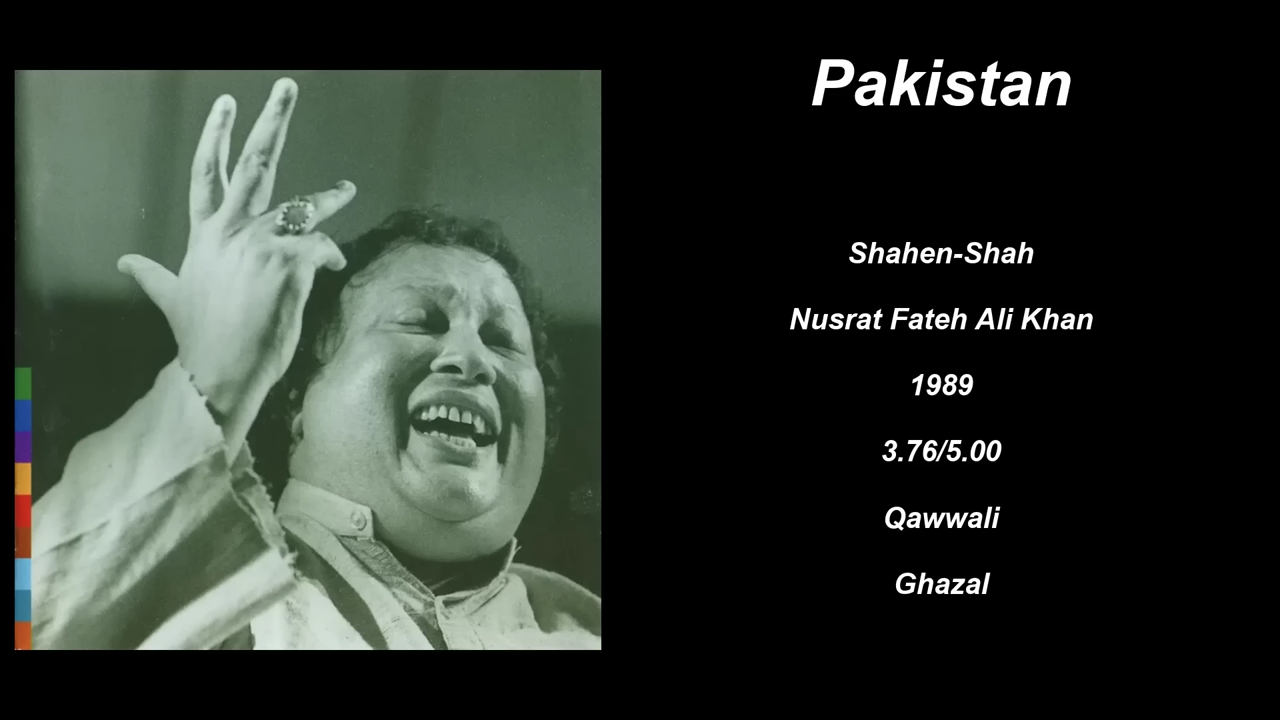 Pakistan
Shahen-Shah
Nusrat Fateh Ali Khan
1989
3.76/5.00
Qawwali
Ghazal